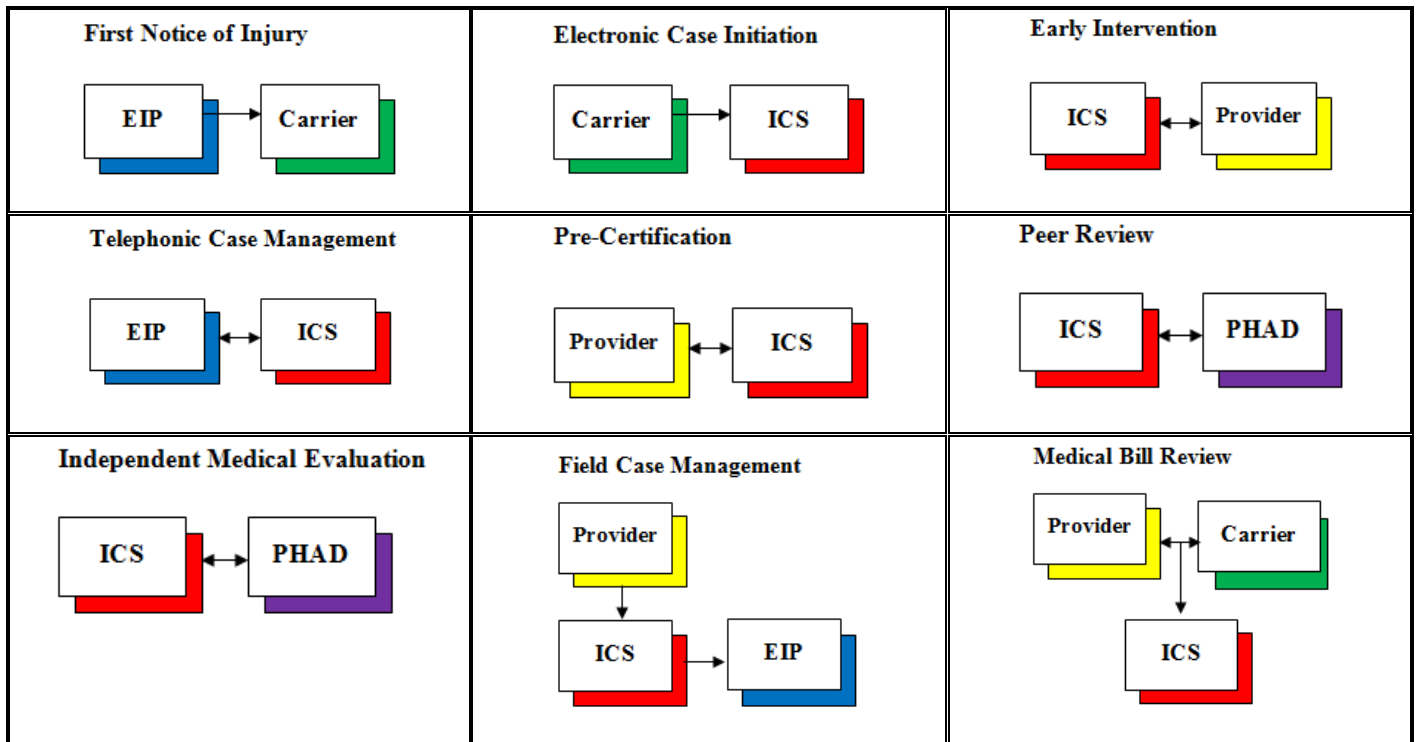 First Notice of Injury
EIP
Carrier
Electronic Case Initiation
Carrier
ICS
Early Intervention
ICS
Provider
Telephonic Case Management
EIP
ICS
Pre-Certification
Provider
ICS
Peer Review
ICS
PHAD
Independent Medical Evaluation
ICS
PHAD
Field Case Management
Provider
ICS
EIP
Medical Bill Review
Provider
Carrier
ICS